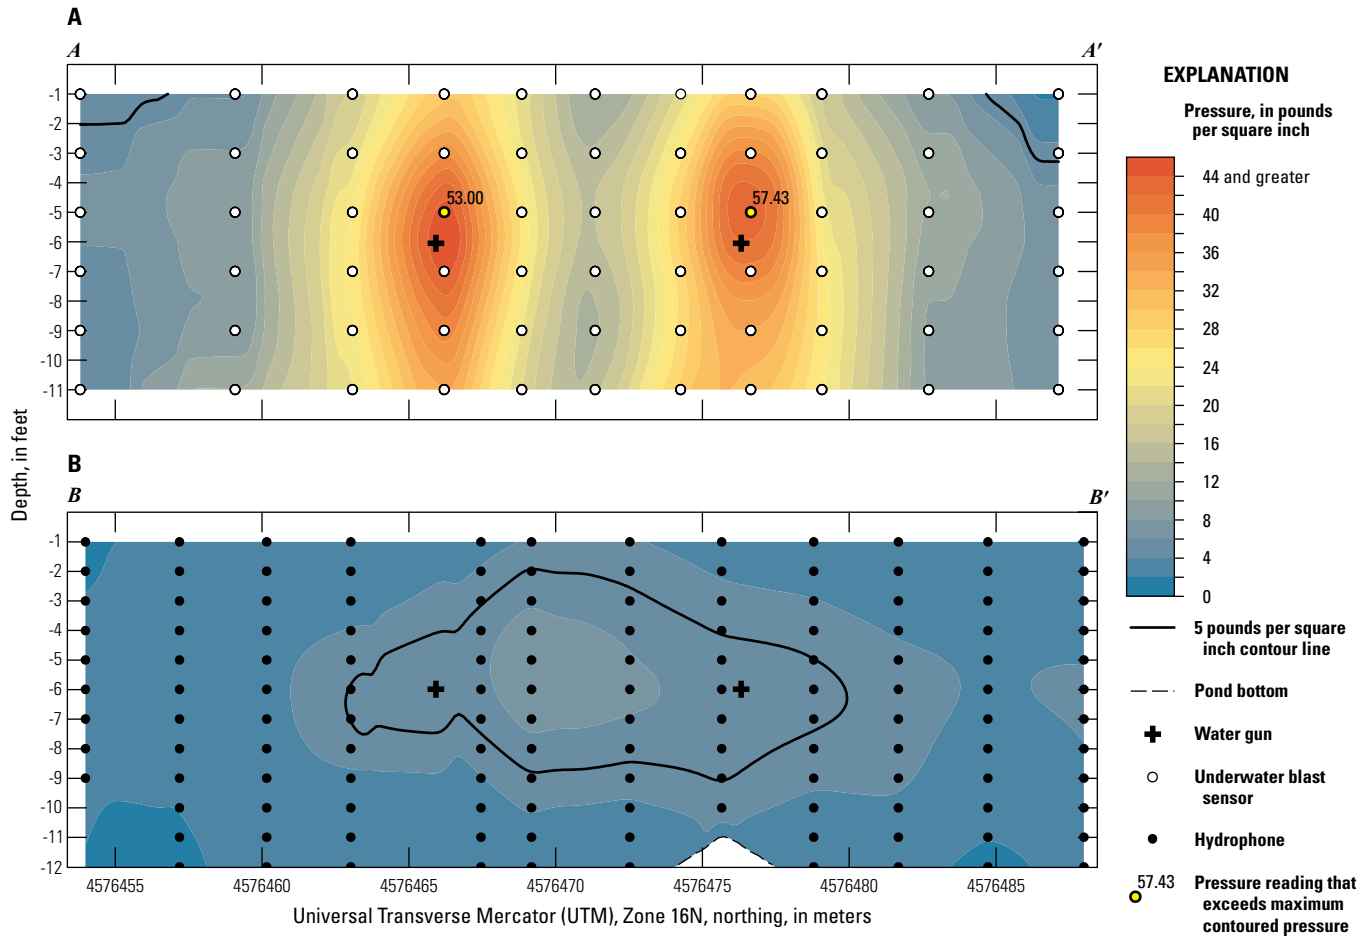 A
A A′
-1
-2
-3
-4
-5
-6
-7
-8
-9
-10
-11
53.00
57.43
B
B B′
-1
-2
-3
-4
-5
-6
-7
-8
-9
-10
-11
-12
4576455 4576460 4576465 4576470 4576475 4576480 4576485
Universal Transverse Mercator (UTM), Zone 16N, northing, in meters
Depth, in feet
EXPLANATION
Pressure, in pounds
per square inch
44 and greater
40
36
32
28
24
20
16
12
8
4
0
5 pounds per square
inch contour line
Pond bottom
Water gun
Underwater blast
sensor
Hydrophone
57.43 Pressure reading that
exceeds maximum
contoured pressure